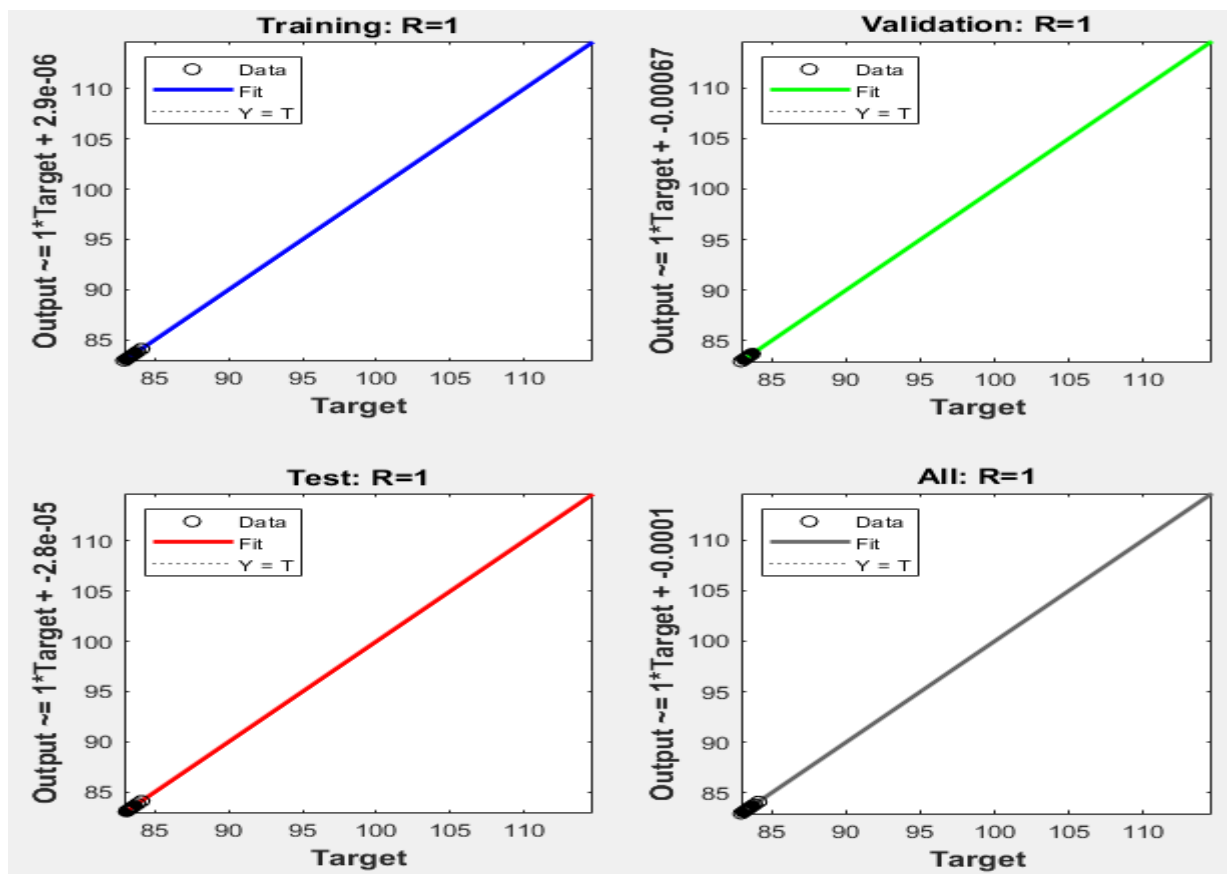 Training: R=1
Output ~= 1*Target + 2.9e-06
Data
Fit
Y = T
110
105
100
95
90
85
85 90 95 100 105 110
Target
Validation: R=1
Output ~= 1*Target + -0.00067
Data
Fit
Y = T
110
105
100
95
90
85
85 90 95 100 105 110
Target
Test: R=1
Output ~= 1*Target + -2.8e-05
Data
Fit
Y = T
110
105
100
95
90
85
85 90 95 100 105 110
Target
All: R=1
Output ~= 1*Target + -0.0001
Data
Fit
Y = T
110
105
100
95
90
85
85 90 95 100 105 110
Target